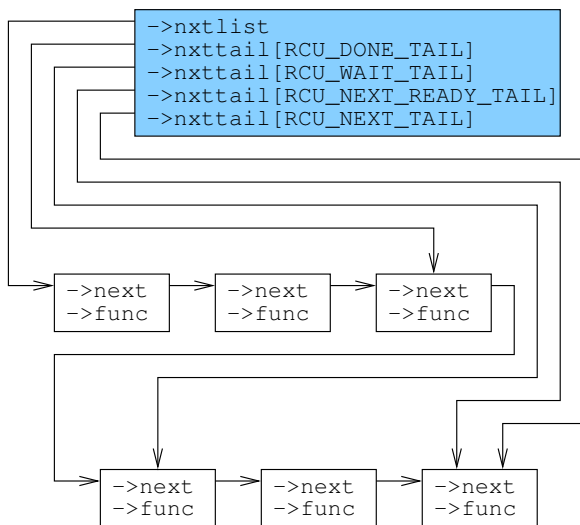 ->nxtlist
->nxttail[RCU_DONE_TAIL]
->nxttail[RCU_WAIT_TAIL]
->nxttail[RCU_NEXT_READY_TAIL]
->nxttail[RCU_NEXT_TAIL]
->next
->func
->next
->func
->next
->func
->next
->func
->next
->func
->next
->func